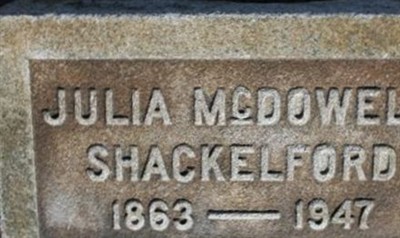 JULIA McDOWEL
SHACKELFORD
1863 — 1947